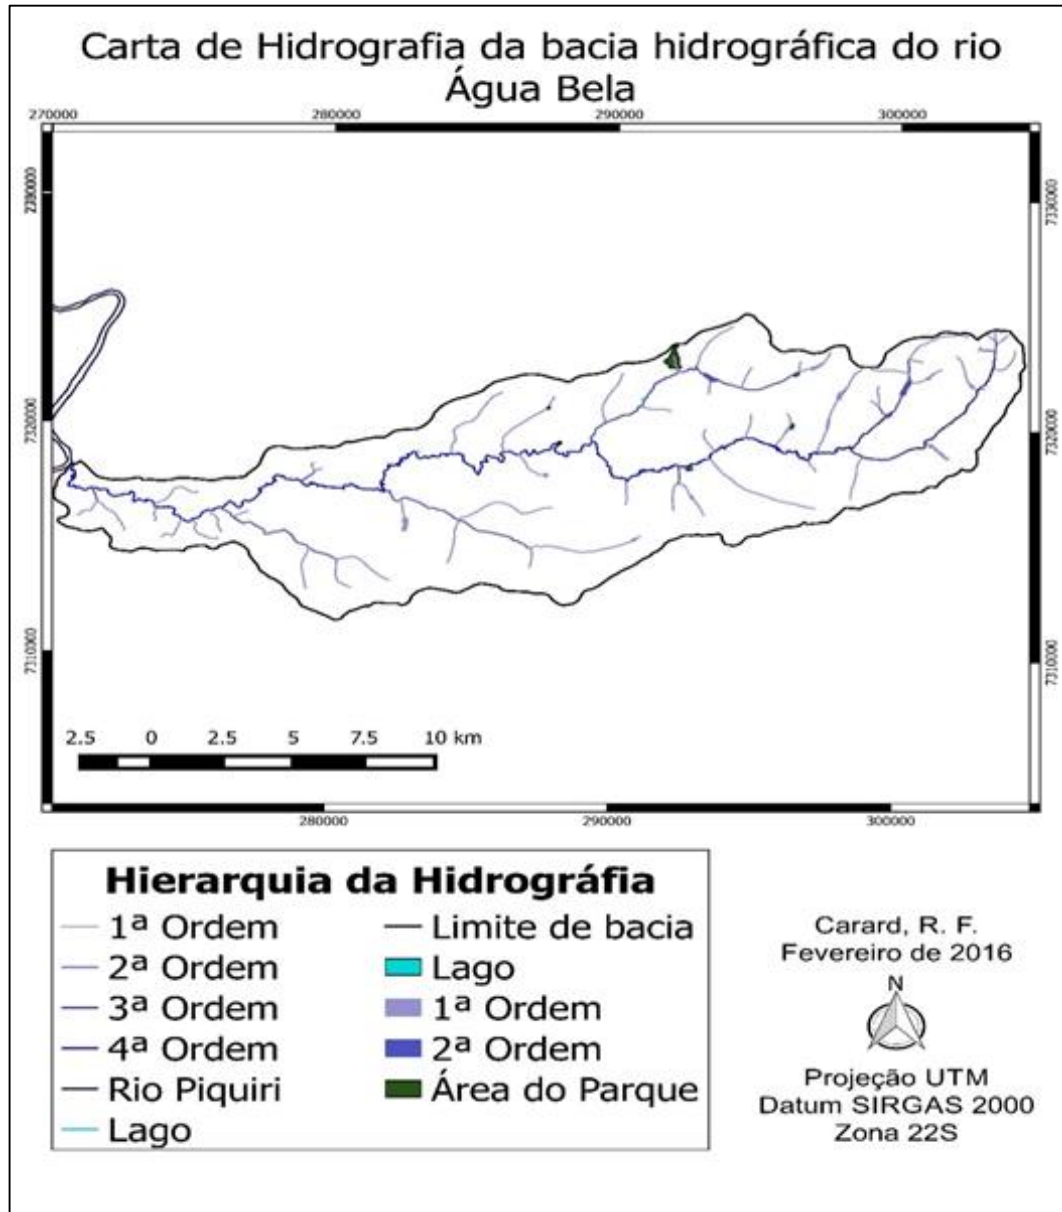 Carta de Hidrografia da bacia hidrográfica do rio
Água Bela
270000
280000
290000
300000
7330000
7330000
7320000
7320000
7310000
7310000
2.5 0 2.5 5 7.5 10 km
280000
290000
300000
Hierarquia da Hidrográfia
1ª Ordem
2ª Ordem
3ª Ordem
4ª Ordem
Rio Piquiri
Lago
Limite de bacia
Lago
1ª Ordem
2ª Ordem
Área do Parque
Carard, R. F.
Fevereiro de 2016
N
Projeção UTM
Datum SIRGAS 2000
Zona 22S